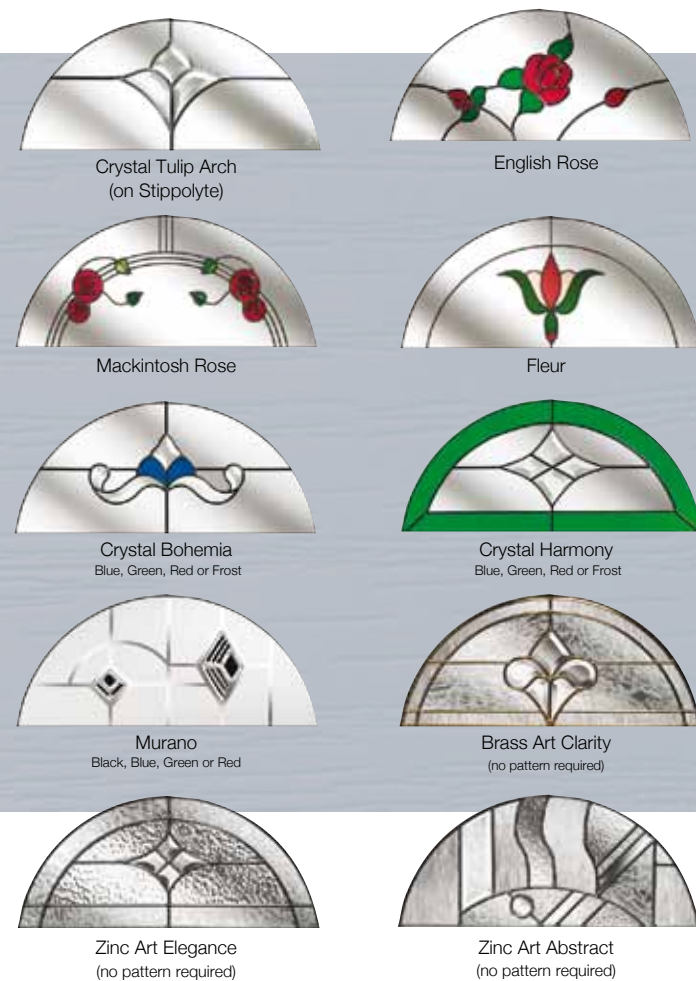 Crystal Tulip Arch
(on Stippolyte)
English Rose
Mackintosh Rose
Fleur
Crystal Bohemia
Blue, Green, Red or Frost
Crystal Harmony
Blue, Green, Red or Frost
Murano
Black, Blue, Green or Red
Brass Art Clarity
(no pattern required)
Zinc Art Elegance
(no pattern required)
Zinc Art Abstract
(no pattern required)